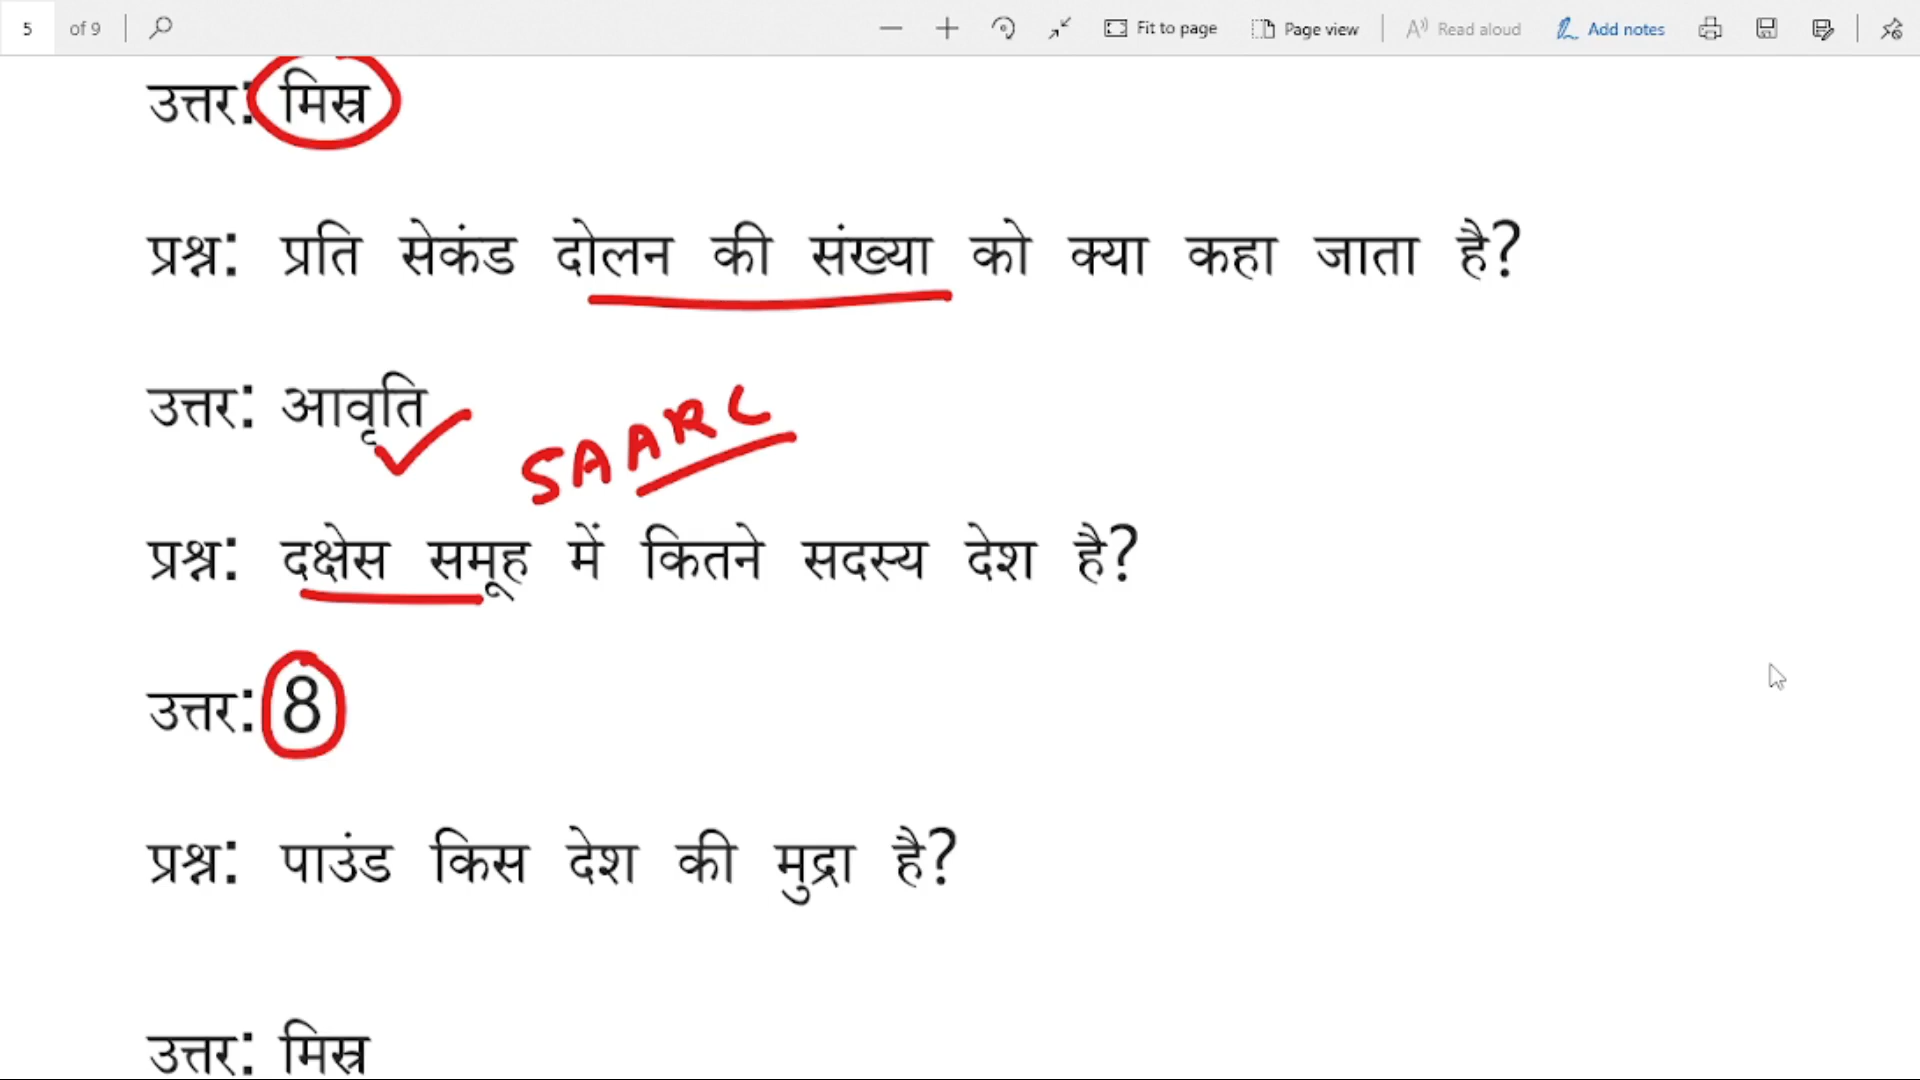 5 of 9 Fit to page Page view Read aloud Add notes
उत्तर: मिस्र
प्रश्न: प्रति सेकंड दोलन की संख्या को क्या कहा जाता है?
उत्तर: आवृति
SAARC
प्रश्न: दक्षेस समूह में कितने सदस्य देश है?
उत्तर: 8
प्रश्न: पाउंड किस देश की मुद्रा है?
उत्तर: मिस्र